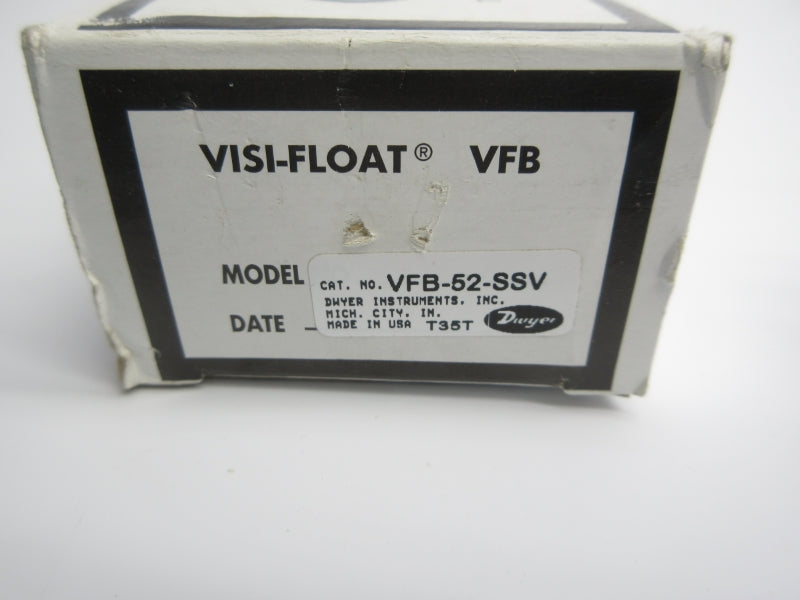 VISI-FLOAT® VFB
MODEL
CAT. NO. VFB-52-SSV
DWYER INSTRUMENTS, INC.
MICH. CITY, IN.
DATE _
MADE IN USA T35T Dwyer